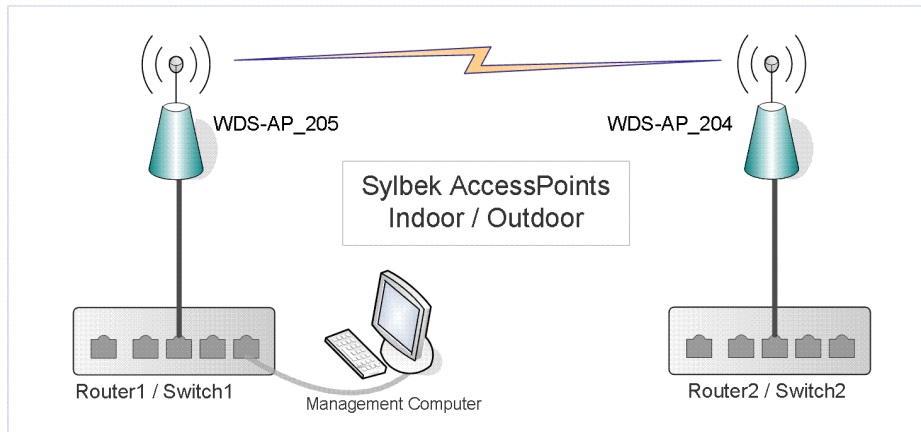 WDS-AP_205
WDS-AP_204
Sylbek AccessPoints
Indoor / Outdoor
Router1 / Switch1
Management Computer
Router2 / Switch2